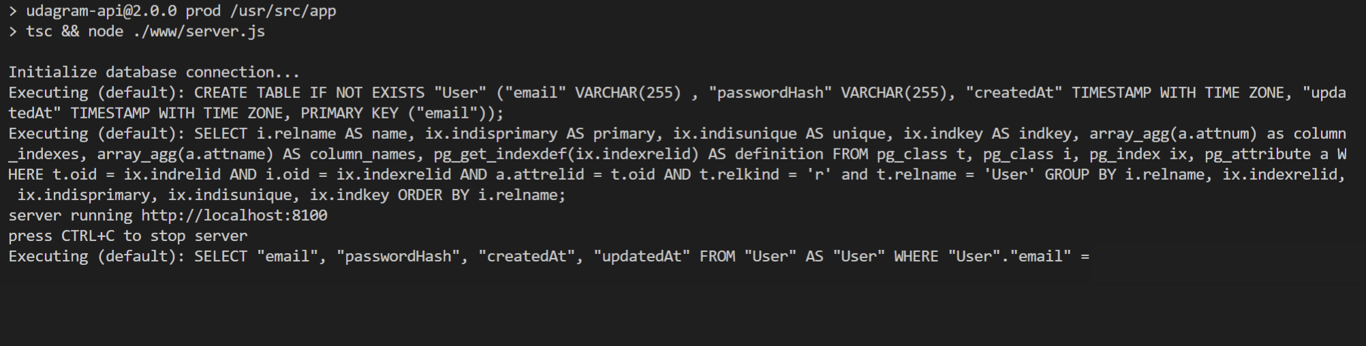 > udagram-api@2.0.0 prod /usr/src/app
> tsc && node ./www/server.js
Initialize database connection...
Executing (default): CREATE TABLE IF NOT EXISTS "User" ("email" VARCHAR(255) , "passwordHash" VARCHAR(255), "createdAt" TIMESTAMP WITH TIME ZONE, "upda
tedAt" TIMESTAMP WITH TIME ZONE, PRIMARY KEY ("email"));
Executing (default): SELECT i.relname AS name, ix.indisprimary AS primary, ix.indisunique AS unique, ix.indkey AS indkey, array_agg(a.attnum) as column
_indexes, array_agg(a.attname) AS column_names, pg_get_indexdef(ix.indexrelid) AS definition FROM pg_class t, pg_class i, pg_index ix, pg_attribute a W
HERE t.oid = ix.indrelid AND i.oid = ix.indexrelid AND a.attrelid = t.oid AND t.relkind = 'r' and t.relname = 'User' GROUP BY i.relname, ix.indexrelid,
 ix.indisprimary, ix.indisunique, ix.indkey ORDER BY i.relname;
server running http://localhost:8100
press CTRL+C to stop server
Executing (default): SELECT "email", "passwordHash", "createdAt", "updatedAt" FROM "User" AS "User" WHERE "User"."email" =